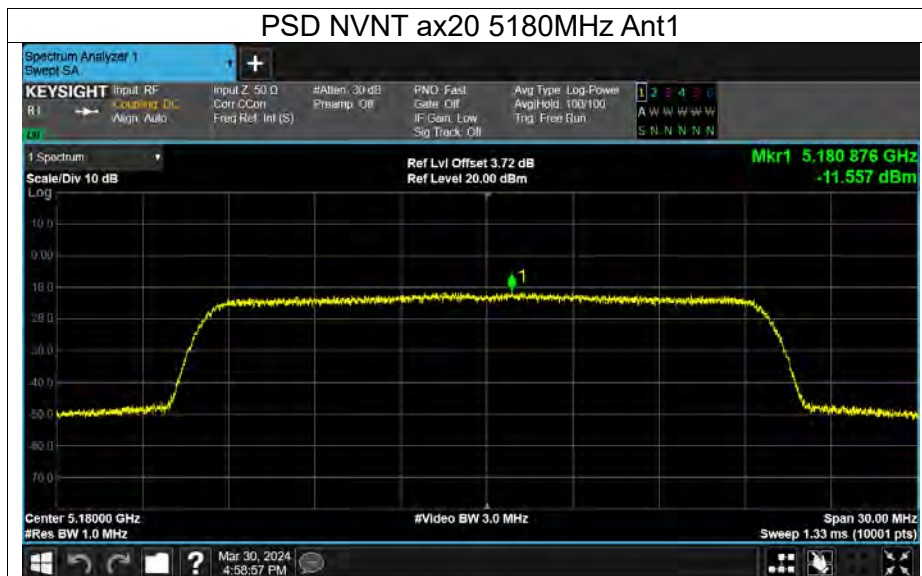 PSD NVNT ax20 5180MHz Ant1
Spectrum Analyzer 1
Swept SA
+
KEYSIGHT Input: RF Input Z: 50 Ω #Atten: 30 dB PNO: Fast Avg Type: Log-Power 1 2 3 4 5 6
Coupling: DC Corr CCorr Preamp: Off Gate: Off Avg|Hold: 100/100 A W W W W W
Align: Auto Freq Ref: Int (S) IF Gain: Low Trig: Free Run
Sig Track: Off S N N N N N
1 Spectrum
Ref Lvl Offset 3.72 dB
Mkr1 5.180 876 GHz
Scale/Div 10 dB
Ref Level 20.00 dBm
-11.557 dBm
Log
10.0
0.00
1
-40.0
-50.0
-60.0
-70.0
Center 5.18000 GHz
#Video BW 3.0 MHz
Span 30.00 MHz
#Res BW 1.0 MHz
Sweep 1.33 ms (10001 pts)
?
Mar 30, 2024
4:58:57 PM